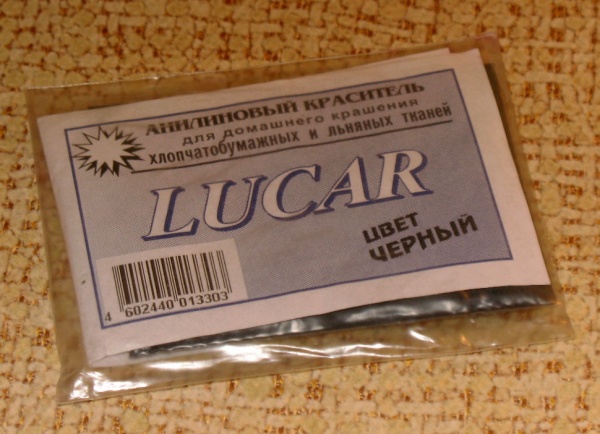 АНИЛИНОВЫЙ КРАСИТЕЛЬ
для домашнего крашения
хлопчатобумажных и льняных тканей
LUCAR
ЦВЕТ
ЧЕРНЫЙ
4 602440 013303